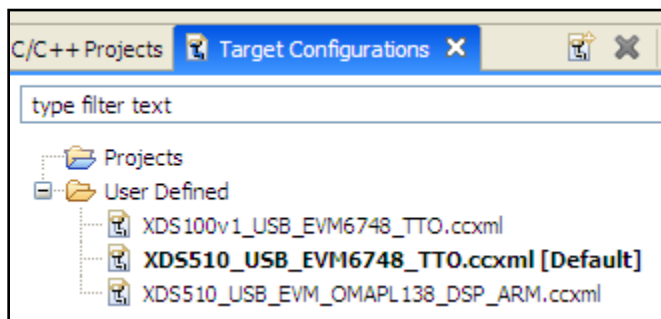 C/C++ Projects Target Configurations
type filter text
Projects
User Defined
XDS100v1_USB_EVM6748_TTO.ccxml
XDS510_USB_EVM6748_TTO.ccxml [Default]
XDS510_USB_EVM_OMAPL138_DSP_ARM.ccxml